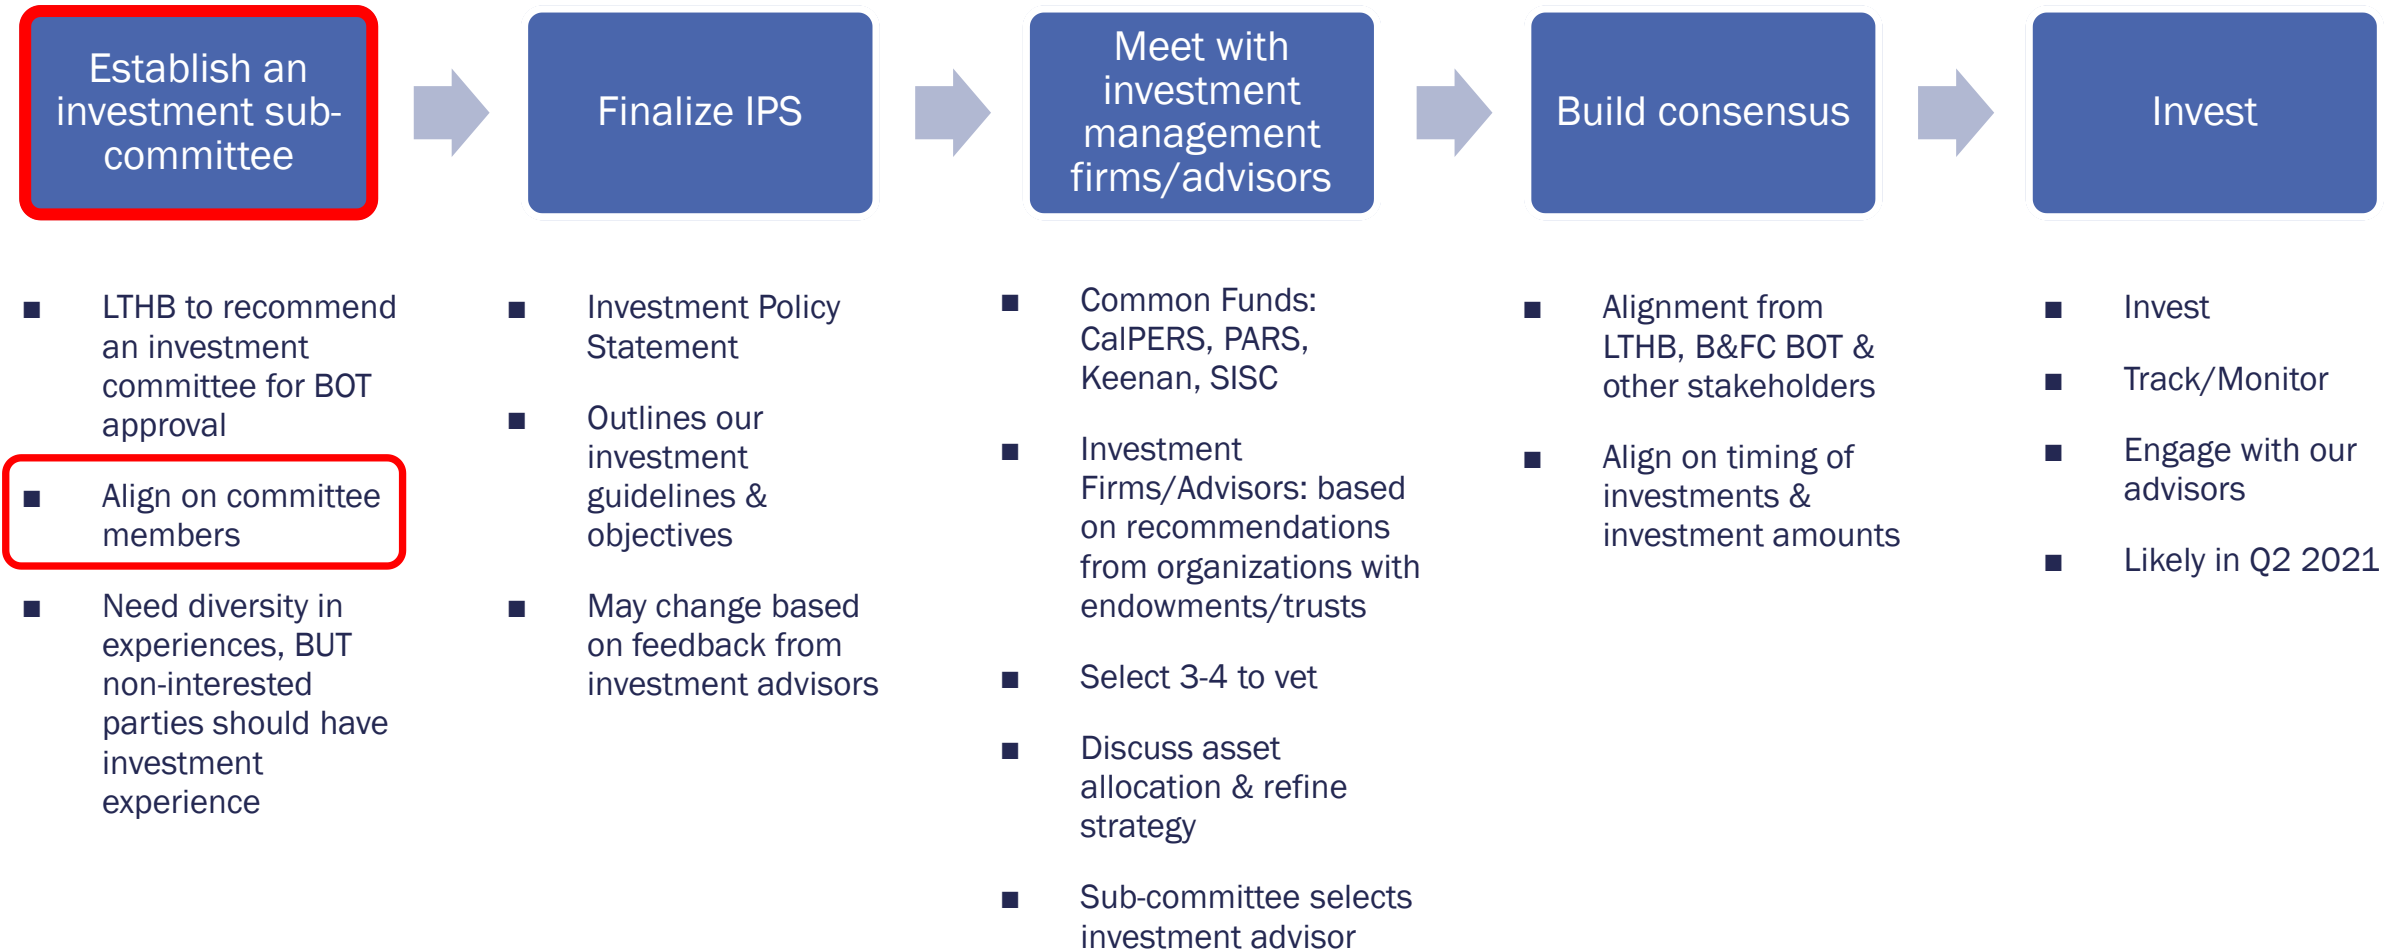 Establish an
investment sub-
committee
Finalize IPS
Meet with
investment
management
firms/advisors
Build consensus
Invest
■ LTHB to recommend
an investment
committee for BOT
approval
■ Align on committee
members
■ Need diversity in
experiences, BUT
non-interested
parties should have
investment
experience
■ Investment Policy
Statement
■ Outlines our
investment
guidelines &
objectives
■ May change based
on feedback from
investment advisors
■ Common Funds:
CalPERS, PARS,
Keenan, SISC
■ Investment
Firms/Advisors: based
on recommendations
from organizations with
endowments/trusts
■ Select 3-4 to vet
■ Discuss asset
allocation & refine
strategy
■ Sub-committee selects
investment advisor
■ Alignment from
LTHB, B&FC BOT &
other stakeholders
■ Align on timing of
investments &
investment amounts
■ Invest
■ Track/Monitor
■ Engage with our
advisors
■ Likely in Q2 2021